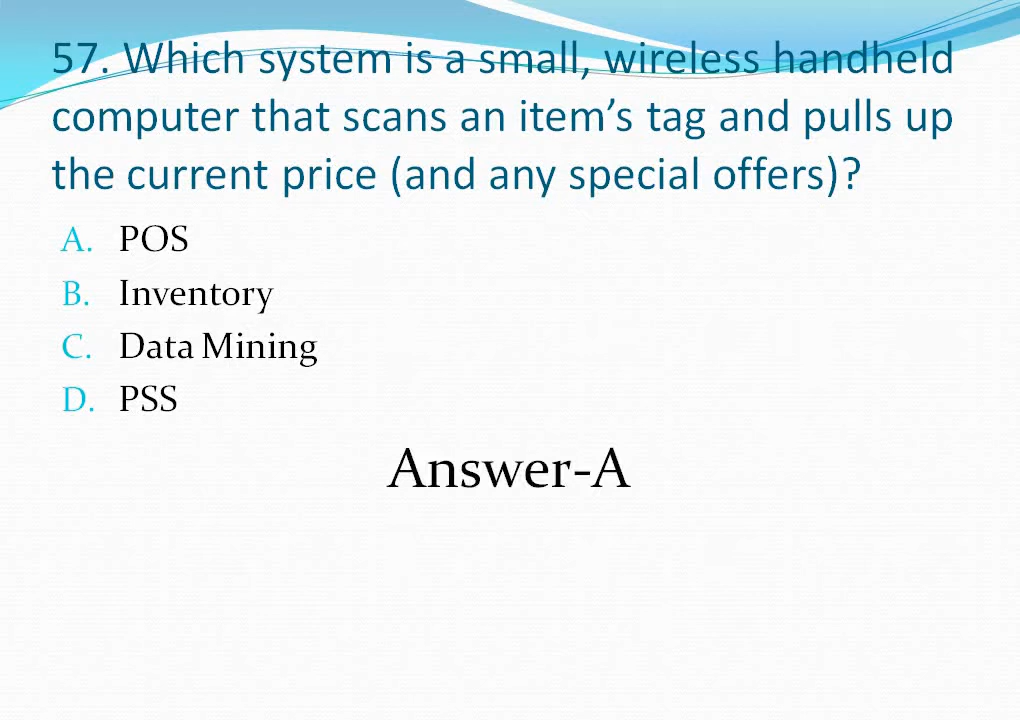 57. Which system is a small, wireless handheld
computer that scans an item’s tag and pulls up
the current price (and any special offers)?
A. POS
B. Inventory
C. Data Mining
D. PSS
Answer-A